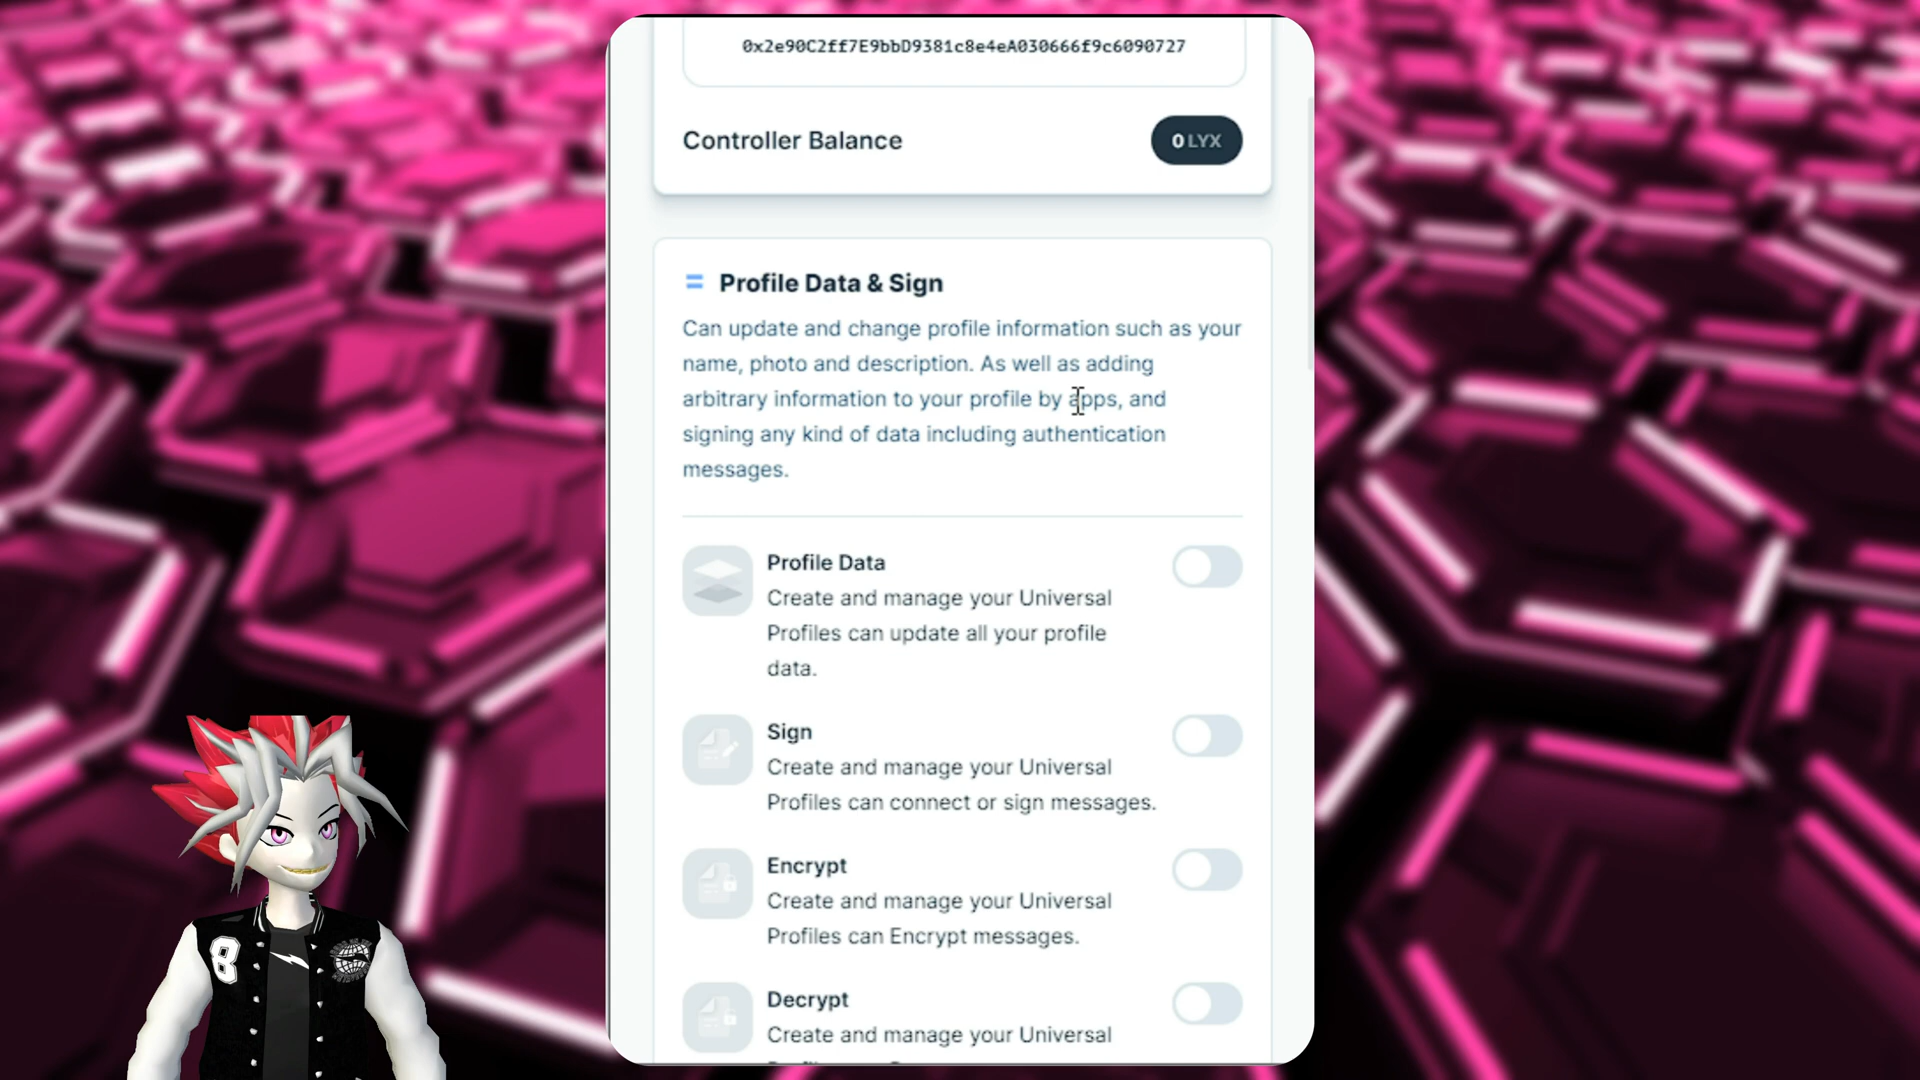 0x2e90C2ff7E9bbD9381c8e4eA030666f9c6090727
Controller Balance
0 LYX
Profile Data & Sign
Can update and change profile information such as your
name, photo and description. As well as adding
arbitrary information to your profile by apps, and
signing any kind of data including authentication
messages.
Profile Data
Create and manage your Universal
Profiles can update all your profile
data.
Sign
Create and manage your Universal
Profiles can connect or sign messages.
Encrypt
Create and manage your Universal
Profiles can Encrypt messages.
Decrypt
Create and manage your Universal
8